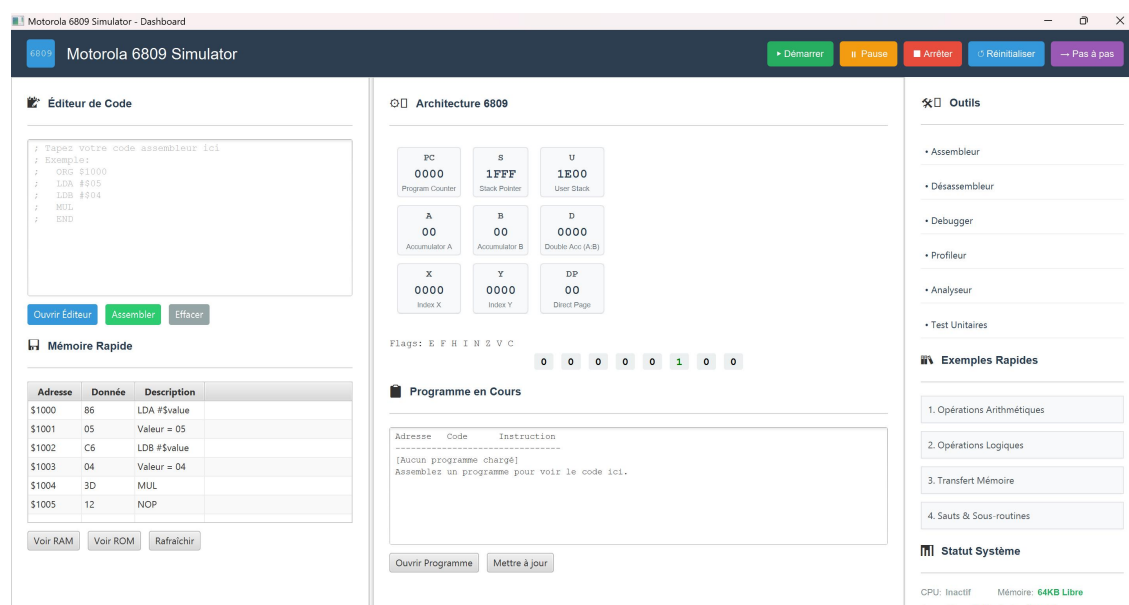 Motorola 6809 Simulator - Dashboard
6809 Motorola 6809 Simulator
Démarrer
Pause
Arrêter
Réinitialiser
→ Pas à pas
Éditeur de Code
; Tapez votre code assembleur ici
; Exemple:
; ORG $1000
; LDA #$05
; LDB #$04
; MUL
; END
Ouvrir Éditeur
Assembler
Effacer
Mémoire Rapide
Adresse Donnée Description
$1000 86 LDA #$value
$1001 05 Valeur = 05
$1002 C6 LDB #$value
$1003 04 Valeur = 04
$1004 3D MUL
$1005 12 NOP
Voir RAM
Voir ROM
Rafraîchir
Architecture 6809
PC
0000
Program Counter
S
1FFF
Stack Pointer
U
1E00
User Stack
A
00
Accumulator A
B
00
Accumulator B
D
0000
Double Acc (A:B)
X
0000
Index X
Y
0000
Index Y
DP
00
Direct Page
Flags: E F H I N Z V C
0 0 0 0 0 1 0 0
Programme en Cours
Adresse Code Instruction
---------------------------------
[Aucun programme chargé]
Assemblez un programme pour voir le code ici.
Ouvrir Programme
Mettre à jour
Outils
• Assembleur
• Désassembleur
• Debugger
• Profileur
• Analyseur
• Test Unitaires
Exemples Rapides
1. Opérations Arithmétiques
2. Opérations Logiques
3. Transfert Mémoire
4. Sauts & Sous-routines
Statut Système
CPU: Inactif Mémoire: 64KB Libre